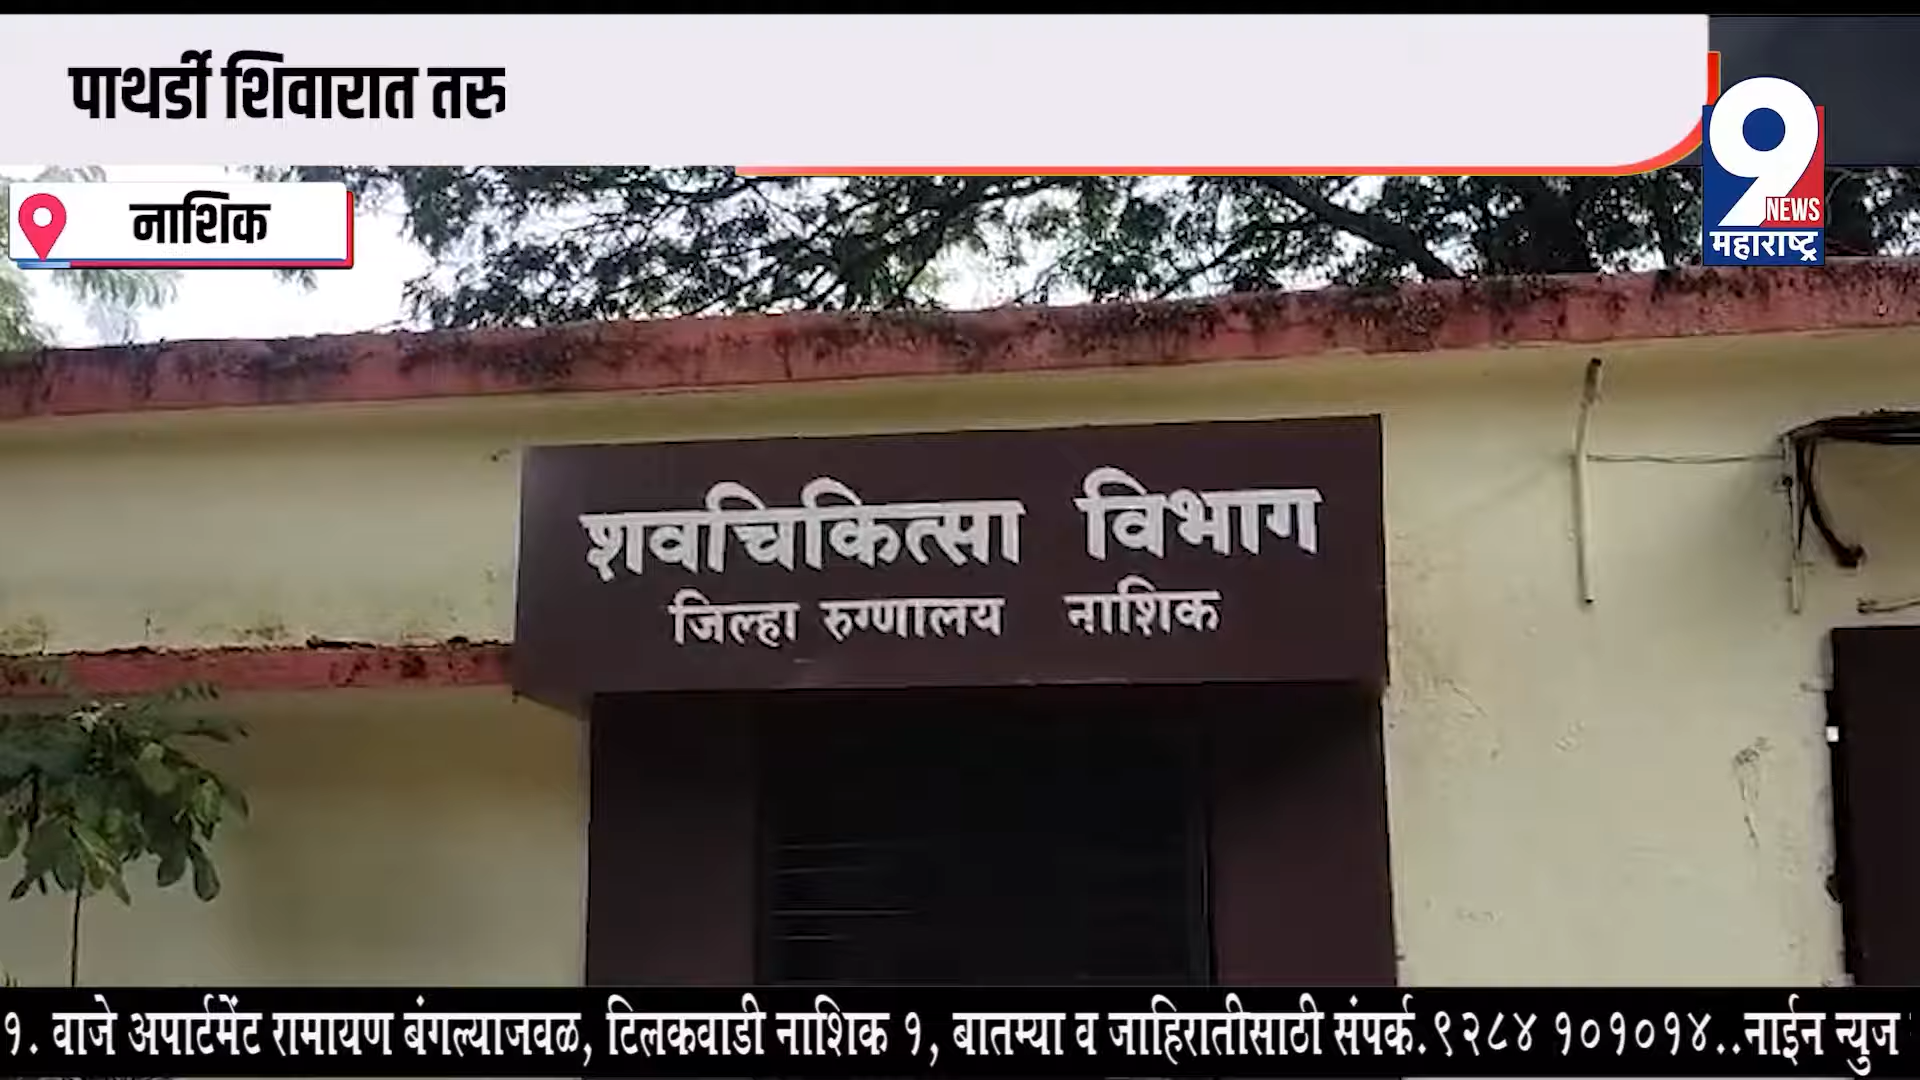 पाथर्डी शिवारात तरु
9
NEWS
महाराष्ट्र
नाशिक
शवचिकित्सा विभाग
जिल्हा रुग्णालय नाशिक
१. वाजे अपार्टमेंट रामायण बंगल्याजवळ, टिळकवाडी नाशिक १, बातम्या व जाहिरातीसाठी संपर्क.९२८४ १०१०१४..नाईन न्युज